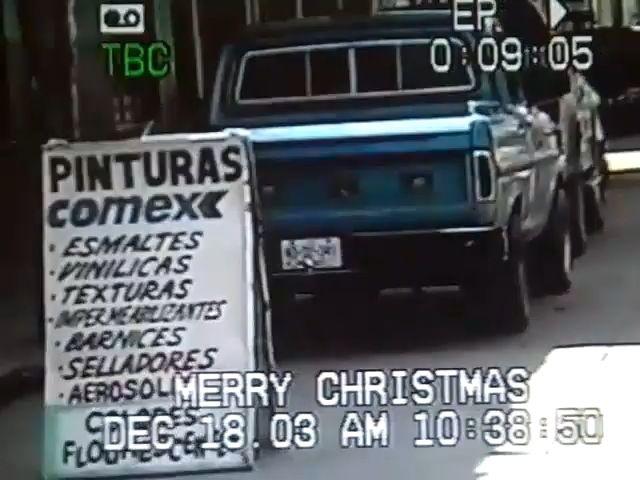 EP
TBC
0:09:05
PINTURAS
comex
· ESMALTES
· VINILICAS
· TEXTURAS
· IMPERMEABILIZANTES
· BARNICES
· SELLADORES
· AEROSOL
MERRY CHRISTMAS
DEC 18.03 AM 10:38:50